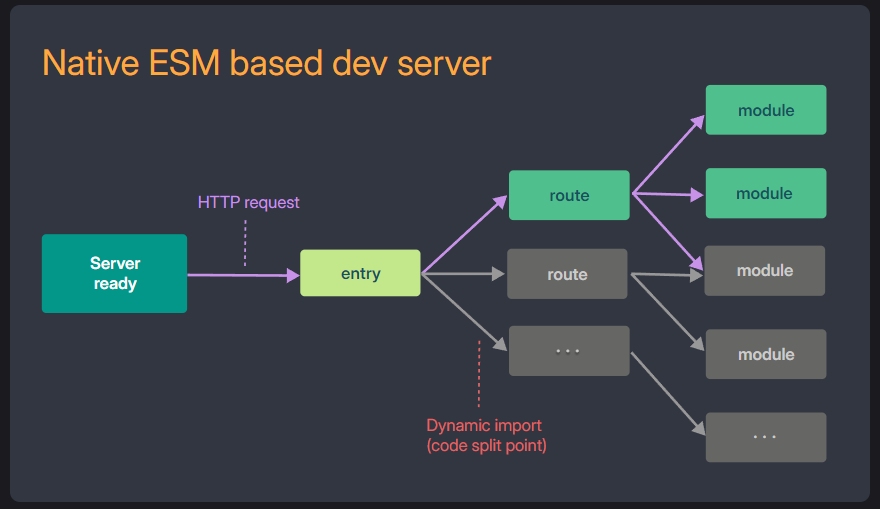 Native ESM based dev server
HTTP request
Server
ready
entry
route
route
...
module
module
module
module
...
Dynamic import
(code split point)